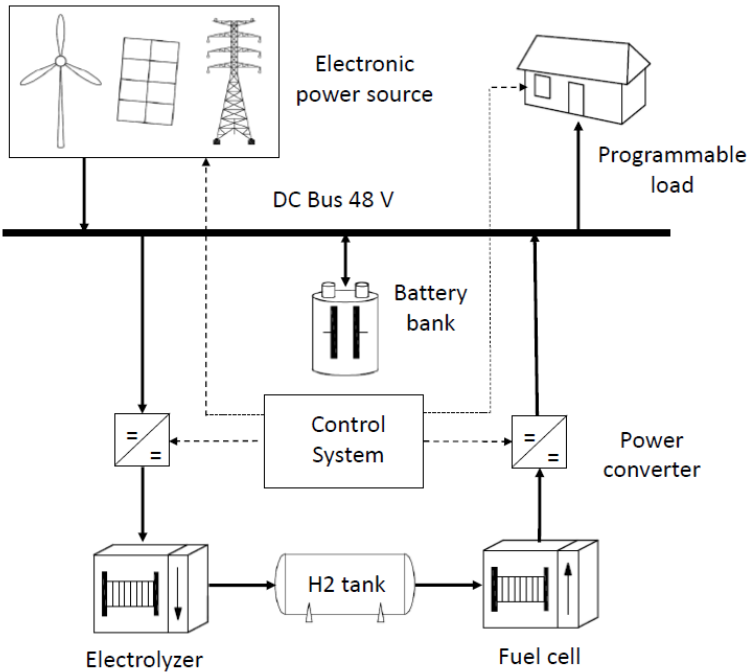 Electronic
power source
Programmable
load
DC Bus 48 V
Battery
bank
Control
System
=
=
=
=
Power
converter
H2 tank
Electrolyzer
Fuel cell